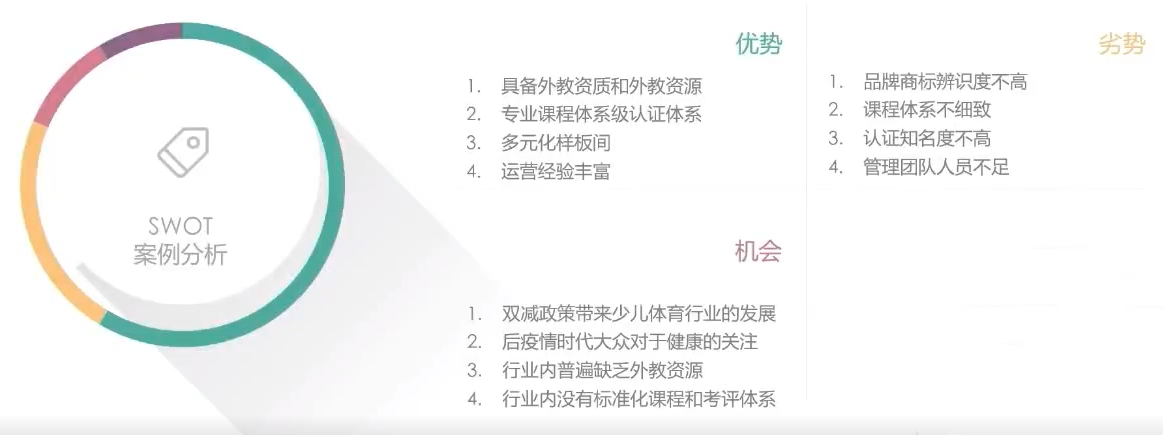 SWOT
案例分析
优势
1. 具备外教资质和外教资源
2. 专业课程体系级认证体系
3. 多元化样板间
4. 运营经验丰富
劣势
1. 品牌商标辨识度不高
2. 课程体系不细致
3. 认证知名度不高
4. 管理团队人员不足
机会
1. 双减政策带来少儿体育行业的发展
2. 后疫情时代大众对于健康的关注
3. 行业内普遍缺乏外教资源
4. 行业内没有标准化课程和考评体系